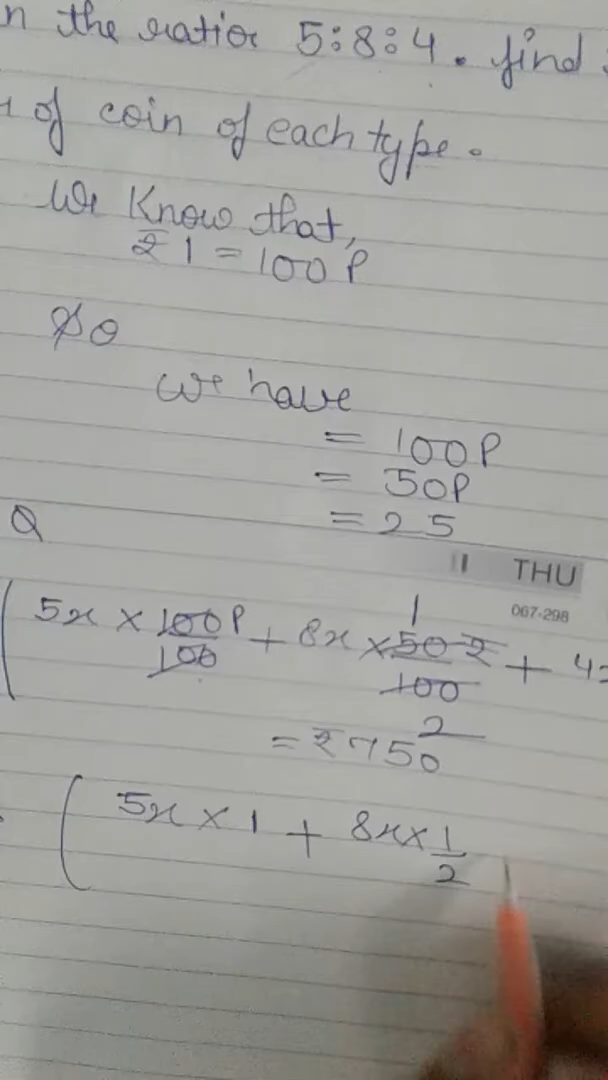 n the ratior 5:8:4. find
of coin of each type.
We Know that,
₹ 1 = 100 P
So
we have
= 100P
= 50P
= 25
Q
THU
067-298
(5x × 100P/100 + 8x × 50/100 + 4
1
2
= ₹750
(5x × 1 + 8x × 1/2